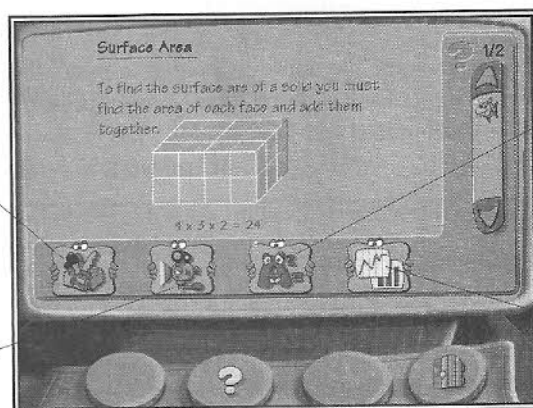 Surface Area
1/2
To find the surface are of a solid you must
find the area of each face and add them
together.
4 x 3 x 2 = 24
?